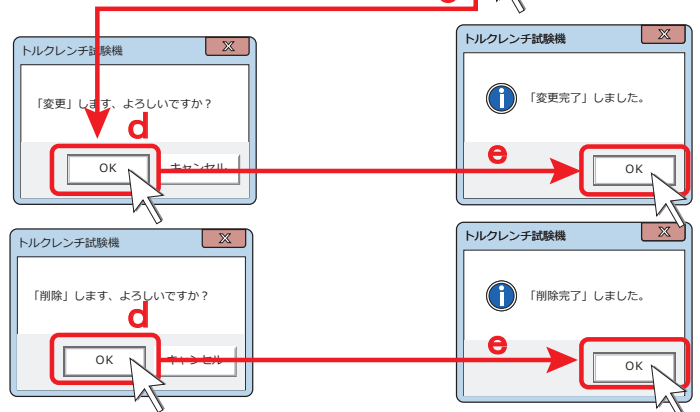 トルクレンチ試験機
「変更」します、よろしいですか？
d
OK
キャンセル
トルクレンチ試験機
「変更完了」しました。
e
OK
トルクレンチ試験機
「削除」します、よろしいですか？
d
OK
キャンセル
トルクレンチ試験機
「削除完了」しました。
e
OK